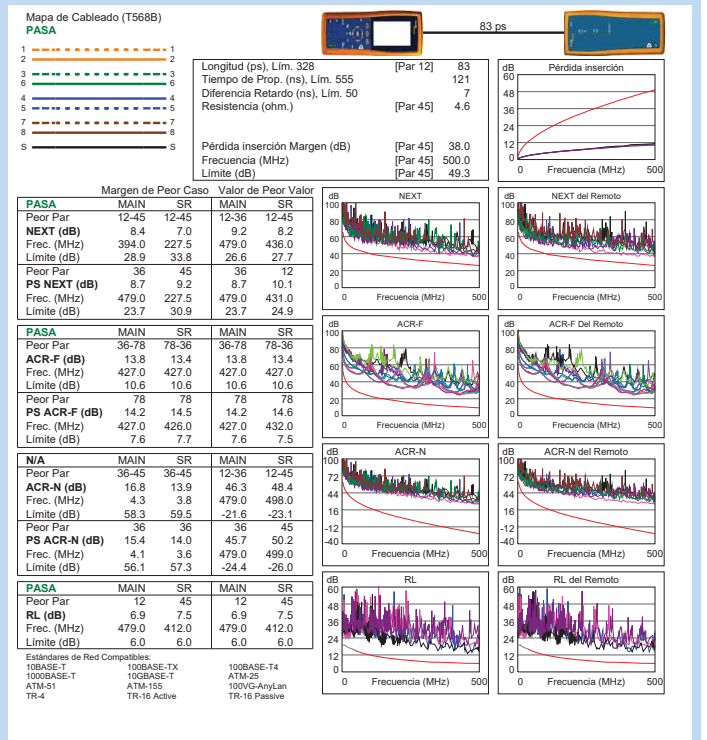 Mapa de Cableado (T568B)
PASA
83 ps
1 1
2 2
3 3
6 6
4 4
5 5
7 7
8 8
S S
Longitud (ps), Lím. 328 [Par 12] 83
Tiempo de Prop. (ns), Lím. 555 121
Diferencia Retardo (ns), Lím. 50 7
Resistencia (ohm.) [Par 45] 4.6
Pérdida inserción Margen (dB) [Par 45] 38.0
Frecuencia (MHz) [Par 45] 500.0
Límite (dB) [Par 45] 49.3
dB Pérdida inserción
60
48
36
24
12
0
0 Frecuencia (MHz) 500
Margen de Peor Caso Valor de Peor Valor
PASA MAIN SR MAIN SR
Peor Par 12-45 12-45 12-36 12-45
NEXT (dB) 8.4 7.0 9.2 8.2
Frec. (MHz) 394.0 227.5 479.0 436.0
Límite (dB) 28.9 33.8 26.6 27.7
Peor Par 36 45 36 12
PS NEXT (dB) 8.7 9.2 8.7 10.1
Frec. (MHz) 479.0 227.5 479.0 431.0
Límite (dB) 23.7 30.9 23.7 24.9
dB NEXT
100
80
60
40
20
0
0 Frecuencia (MHz) 500
dB NEXT del Remoto
100
80
60
40
20
0
0 Frecuencia (MHz) 500
PASA MAIN SR MAIN SR
Peor Par 36-78 78-36 36-78 78-36
ACR-F (dB) 13.8 13.4 13.8 13.4
Frec. (MHz) 427.0 427.0 427.0 427.0
Límite (dB) 10.6 10.6 10.6 10.6
Peor Par 78 78 78 78
PS ACR-F (dB) 14.2 14.5 14.2 14.6
Frec. (MHz) 427.0 426.0 427.0 432.0
Límite (dB) 7.6 7.7 7.6 7.5
dB ACR-F
100
80
60
40
20
0
0 Frecuencia (MHz) 500
dB ACR-F Del Remoto
100
80
60
40
20
0
0 Frecuencia (MHz) 500
N/A MAIN SR MAIN SR
Peor Par 36-45 36-45 12-36 12-45
ACR-N (dB) 16.8 13.9 46.3 48.4
Frec. (MHz) 4.3 3.8 479.0 498.0
Límite (dB) 58.3 59.5 -21.6 -23.1
Peor Par 36 36 36 45
PS ACR-N (dB) 15.4 14.0 45.7 50.2
Frec. (MHz) 4.1 3.6 479.0 499.0
Límite (dB) 56.1 57.3 -24.4 -26.0
dB ACR-N
100
72
44
16
-12
-40
0 Frecuencia (MHz) 500
dB ACR-N del Remoto
100
72
44
16
-12
-40
0 Frecuencia (MHz) 500
PASA MAIN SR MAIN SR
Peor Par 12 45 12 45
RL (dB) 6.9 7.5 6.9 7.5
Frec. (MHz) 479.0 412.0 479.0 412.0
Límite (dB) 6.0 6.0 6.0 6.0
dB RL
60
48
36
24
12
0
0 Frecuencia (MHz) 500
dB RL del Remoto
60
48
36
24
12
0
0 Frecuencia (MHz) 500
Estándares de Red Compatibles:
10BASE-T 100BASE-TX 100BASE-T4
1000BASE-T 10GBASE-T ATM-25
ATM-51 ATM-155 100VG-AnyLan
TR-4 TR-16 Active TR-16 Passive